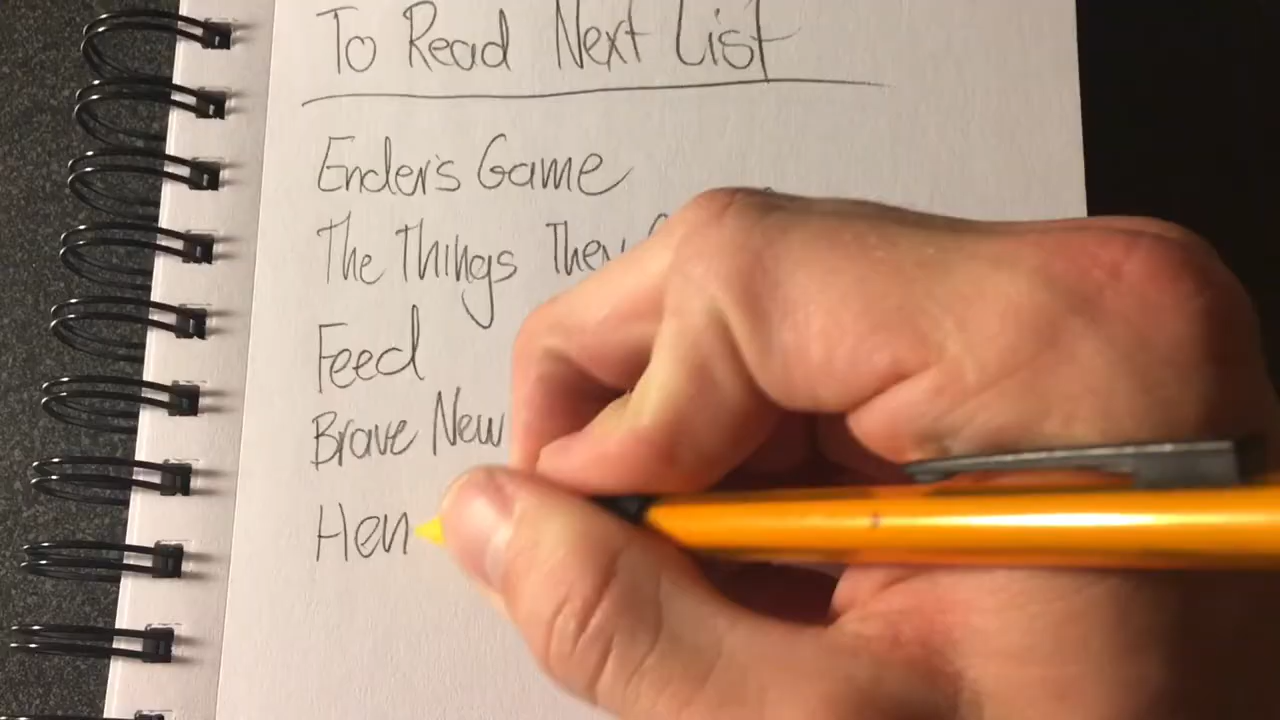 To Read Next List
Ender's Game
The Things They
Feed
Brave New
Hen